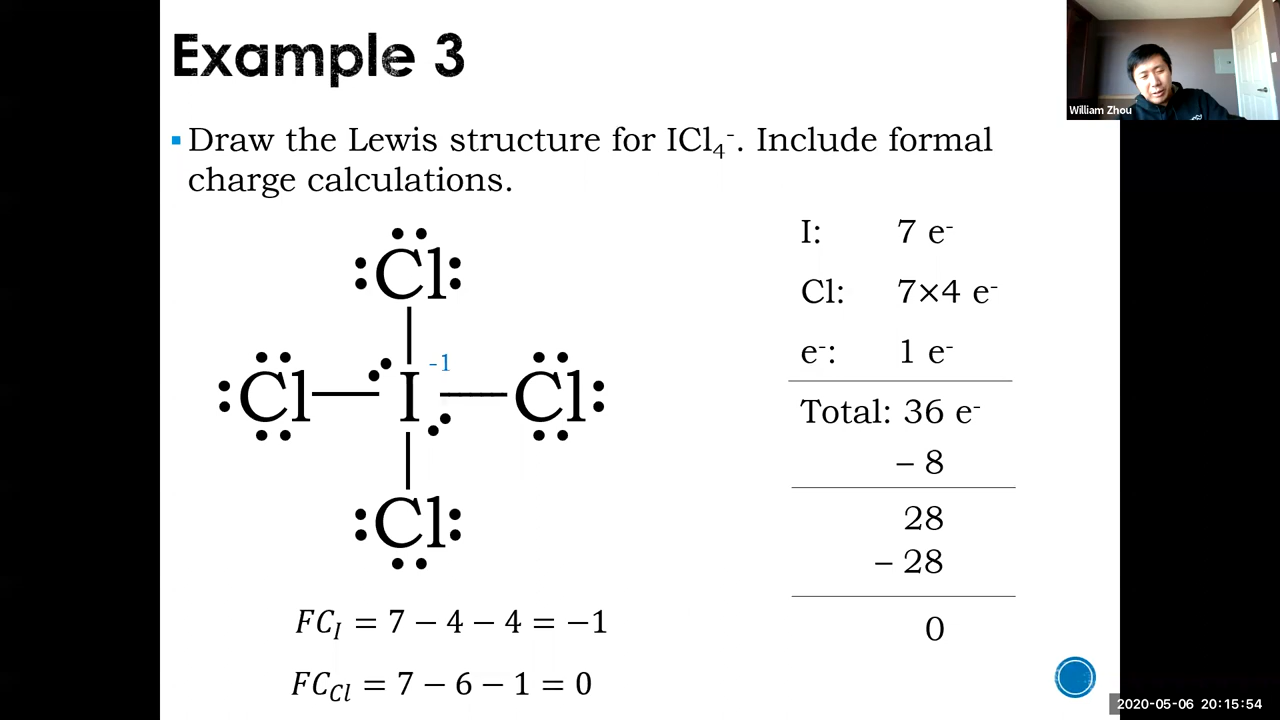 Example 3
William Zhou
Draw the Lewis structure for ICl₄⁻. Include formal
charge calculations.
I: 7 e⁻
Cl: 7×4 e⁻
e⁻: 1 e⁻
Total: 36 e⁻
– 8
28
– 28
0
Cl
-1
Cl I Cl
Cl
FC_I = 7 − 4 − 4 = −1
FC_Cl = 7 − 6 − 1 = 0
2020-05-06 20:15:54